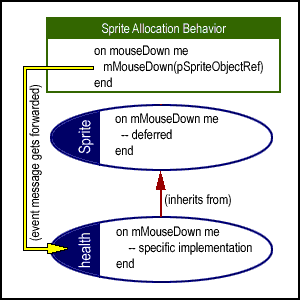 Sprite Allocation Behavior
on mouseDown me
mMouseDown(pSpriteObjectRef)
end
(event message gets forwarded)
Sprite
on mMouseDown me
-- deferred
end
(inherits from)
health
on mMouseDown me
-- specific implementation
end